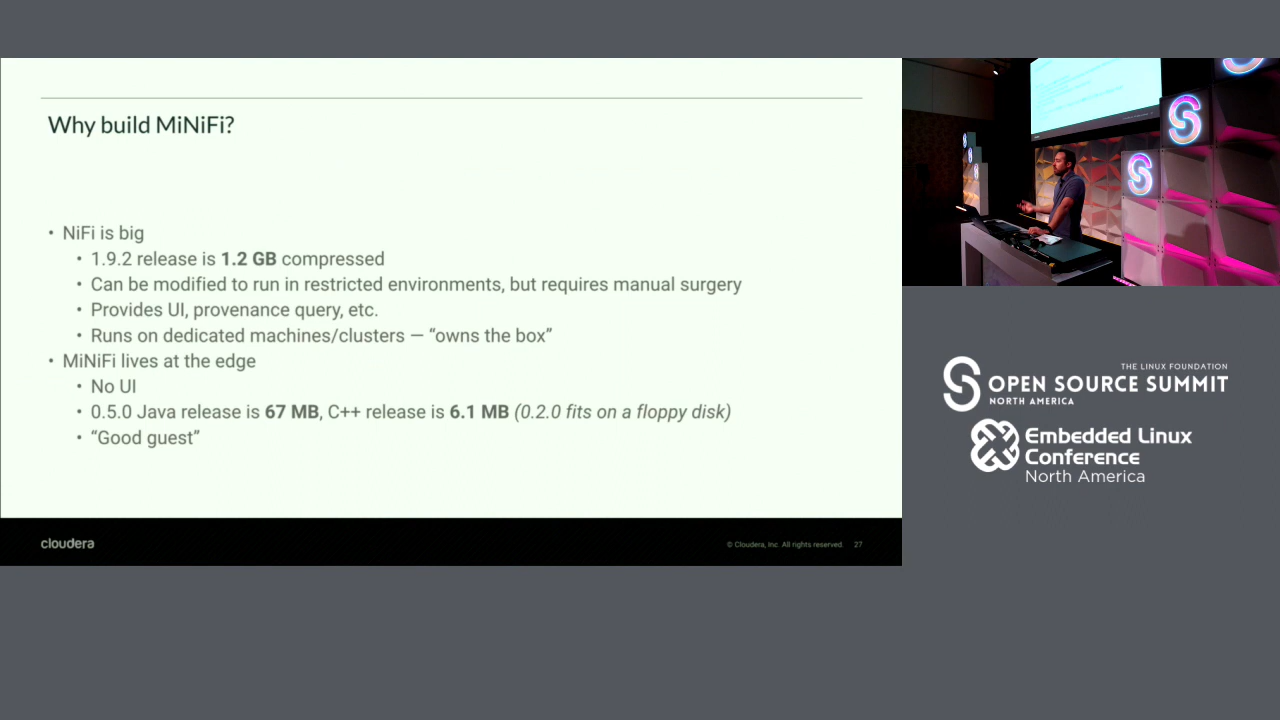 Why build MiNiFi?
• NiFi is big
• 1.9.2 release is 1.2 GB compressed
• Can be modified to run in restricted environments, but requires manual surgery
• Provides UI, provenance query, etc.
• Runs on dedicated machines/clusters — “owns the box”
• MiNiFi lives at the edge
• No UI
• 0.5.0 Java release is 67 MB, C++ release is 6.1 MB (0.2.0 fits on a floppy disk)
• “Good guest”
cloudera
© Cloudera, Inc. All rights reserved.
27
THE LINUX FOUNDATION
OPEN SOURCE SUMMIT
NORTH AMERICA
Embedded Linux
Conference
North America